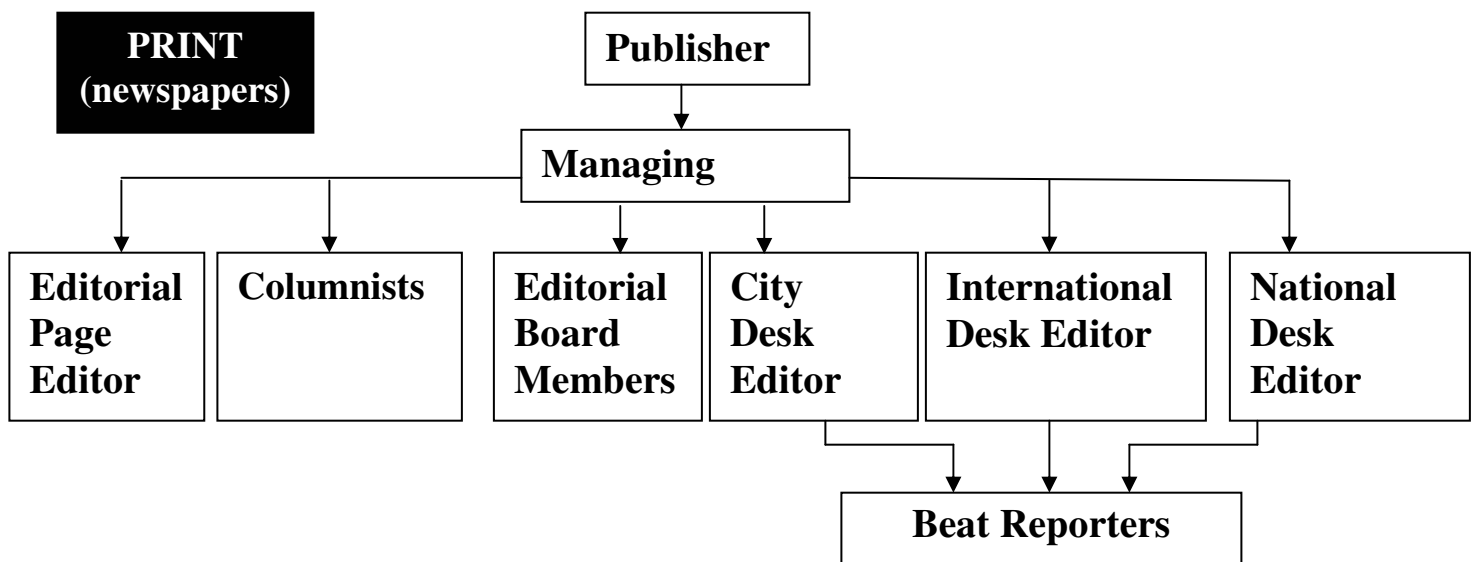 PRINT
(newspapers)
Publisher
Managing
Editorial
Page
Editor
Columnists
Editorial
Board
Members
City
Desk
Editor
International
Desk Editor
National
Desk
Editor
Beat Reporters